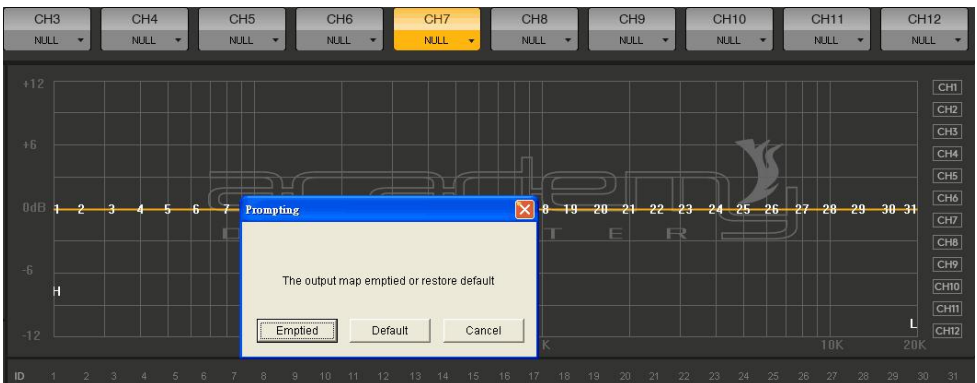 CH3 CH4 CH5 CH6 CH7 CH8 CH9 CH10 CH11 CH12
NULL NULL NULL NULL NULL NULL NULL NULL NULL NULL
+12
+6
0dB
-6
-12
1 2 3 4 5 6 7 8 19 20 21 22 23 24 25 26 27 28 29 30 31
H
L
K 10K 20K
academy
Prompting
The output map emptied or restore default
Emptied Default Cancel
CH1
CH2
CH3
CH4
CH5
CH6
CH7
CH8
CH9
CH10
CH11
CH12
ID 1 2 3 4 5 6 7 8 9 10 11 12 13 14 15 16 17 18 19 20 21 22 23 24 25 26 27 28 29 30 31